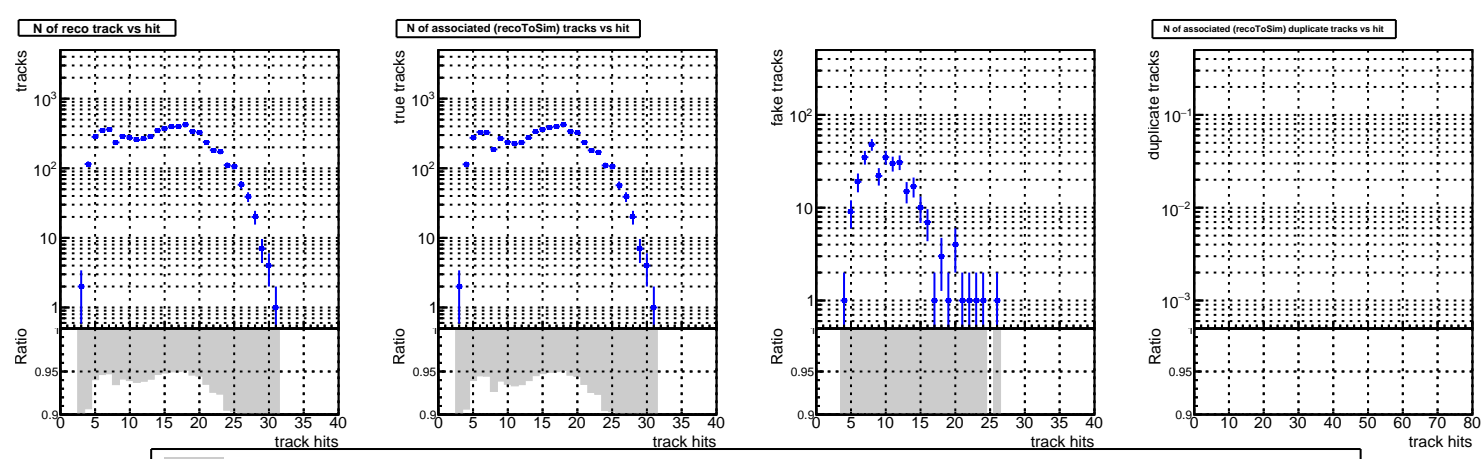 N of reco track vs hit
N of associated (recoToSim) tracks vs hit
N of associated (recoToSim) duplicate tracks vs hit
tracks
10³
10²
10
1
Ratio
1
0.95
0.9
0 5 10 15 20 25 30 35 40
track hits
true tracks
10³
10²
10
1
Ratio
1
0.95
0.9
0 5 10 15 20 25 30 35 40
track hits
fake tracks
10²
10
1
Ratio
1
0.95
0.9
0 5 10 15 20 25 30 35 40
track hits
duplicate tracks
10⁻¹
10⁻²
10⁻³
Ratio
1
0.95
0.9
0 10 20 30 40 50 60 70 80
track hits